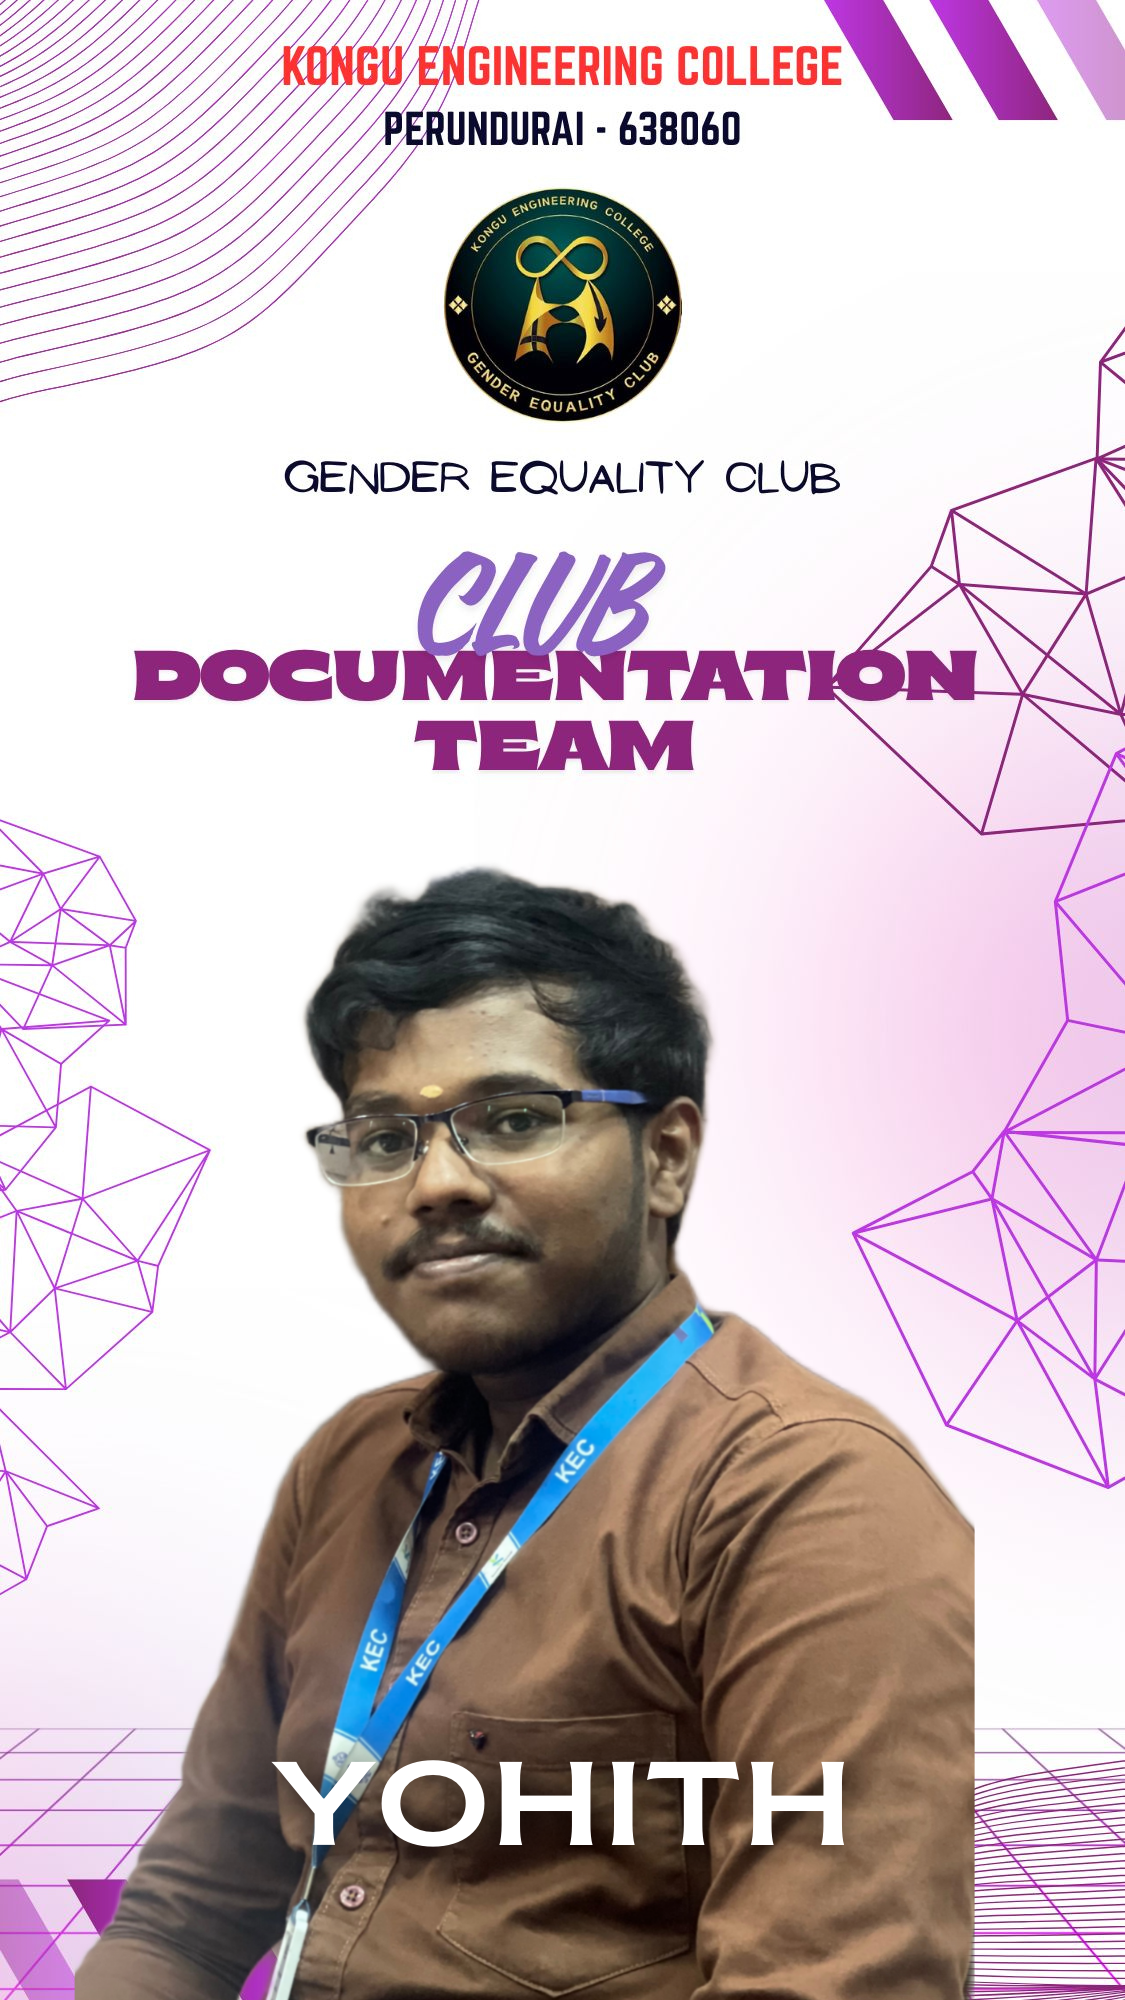 KONGU ENGINEERING COLLEGE
PERUNDURAI - 638060
KONGU ENGINEERING COLLEGE
GENDER EQUALITY CLUB
GENDER EQUALITY CLUB
CLUB
DOCUMENTATION
TEAM
KEC
KEC
KEC
YOHITH